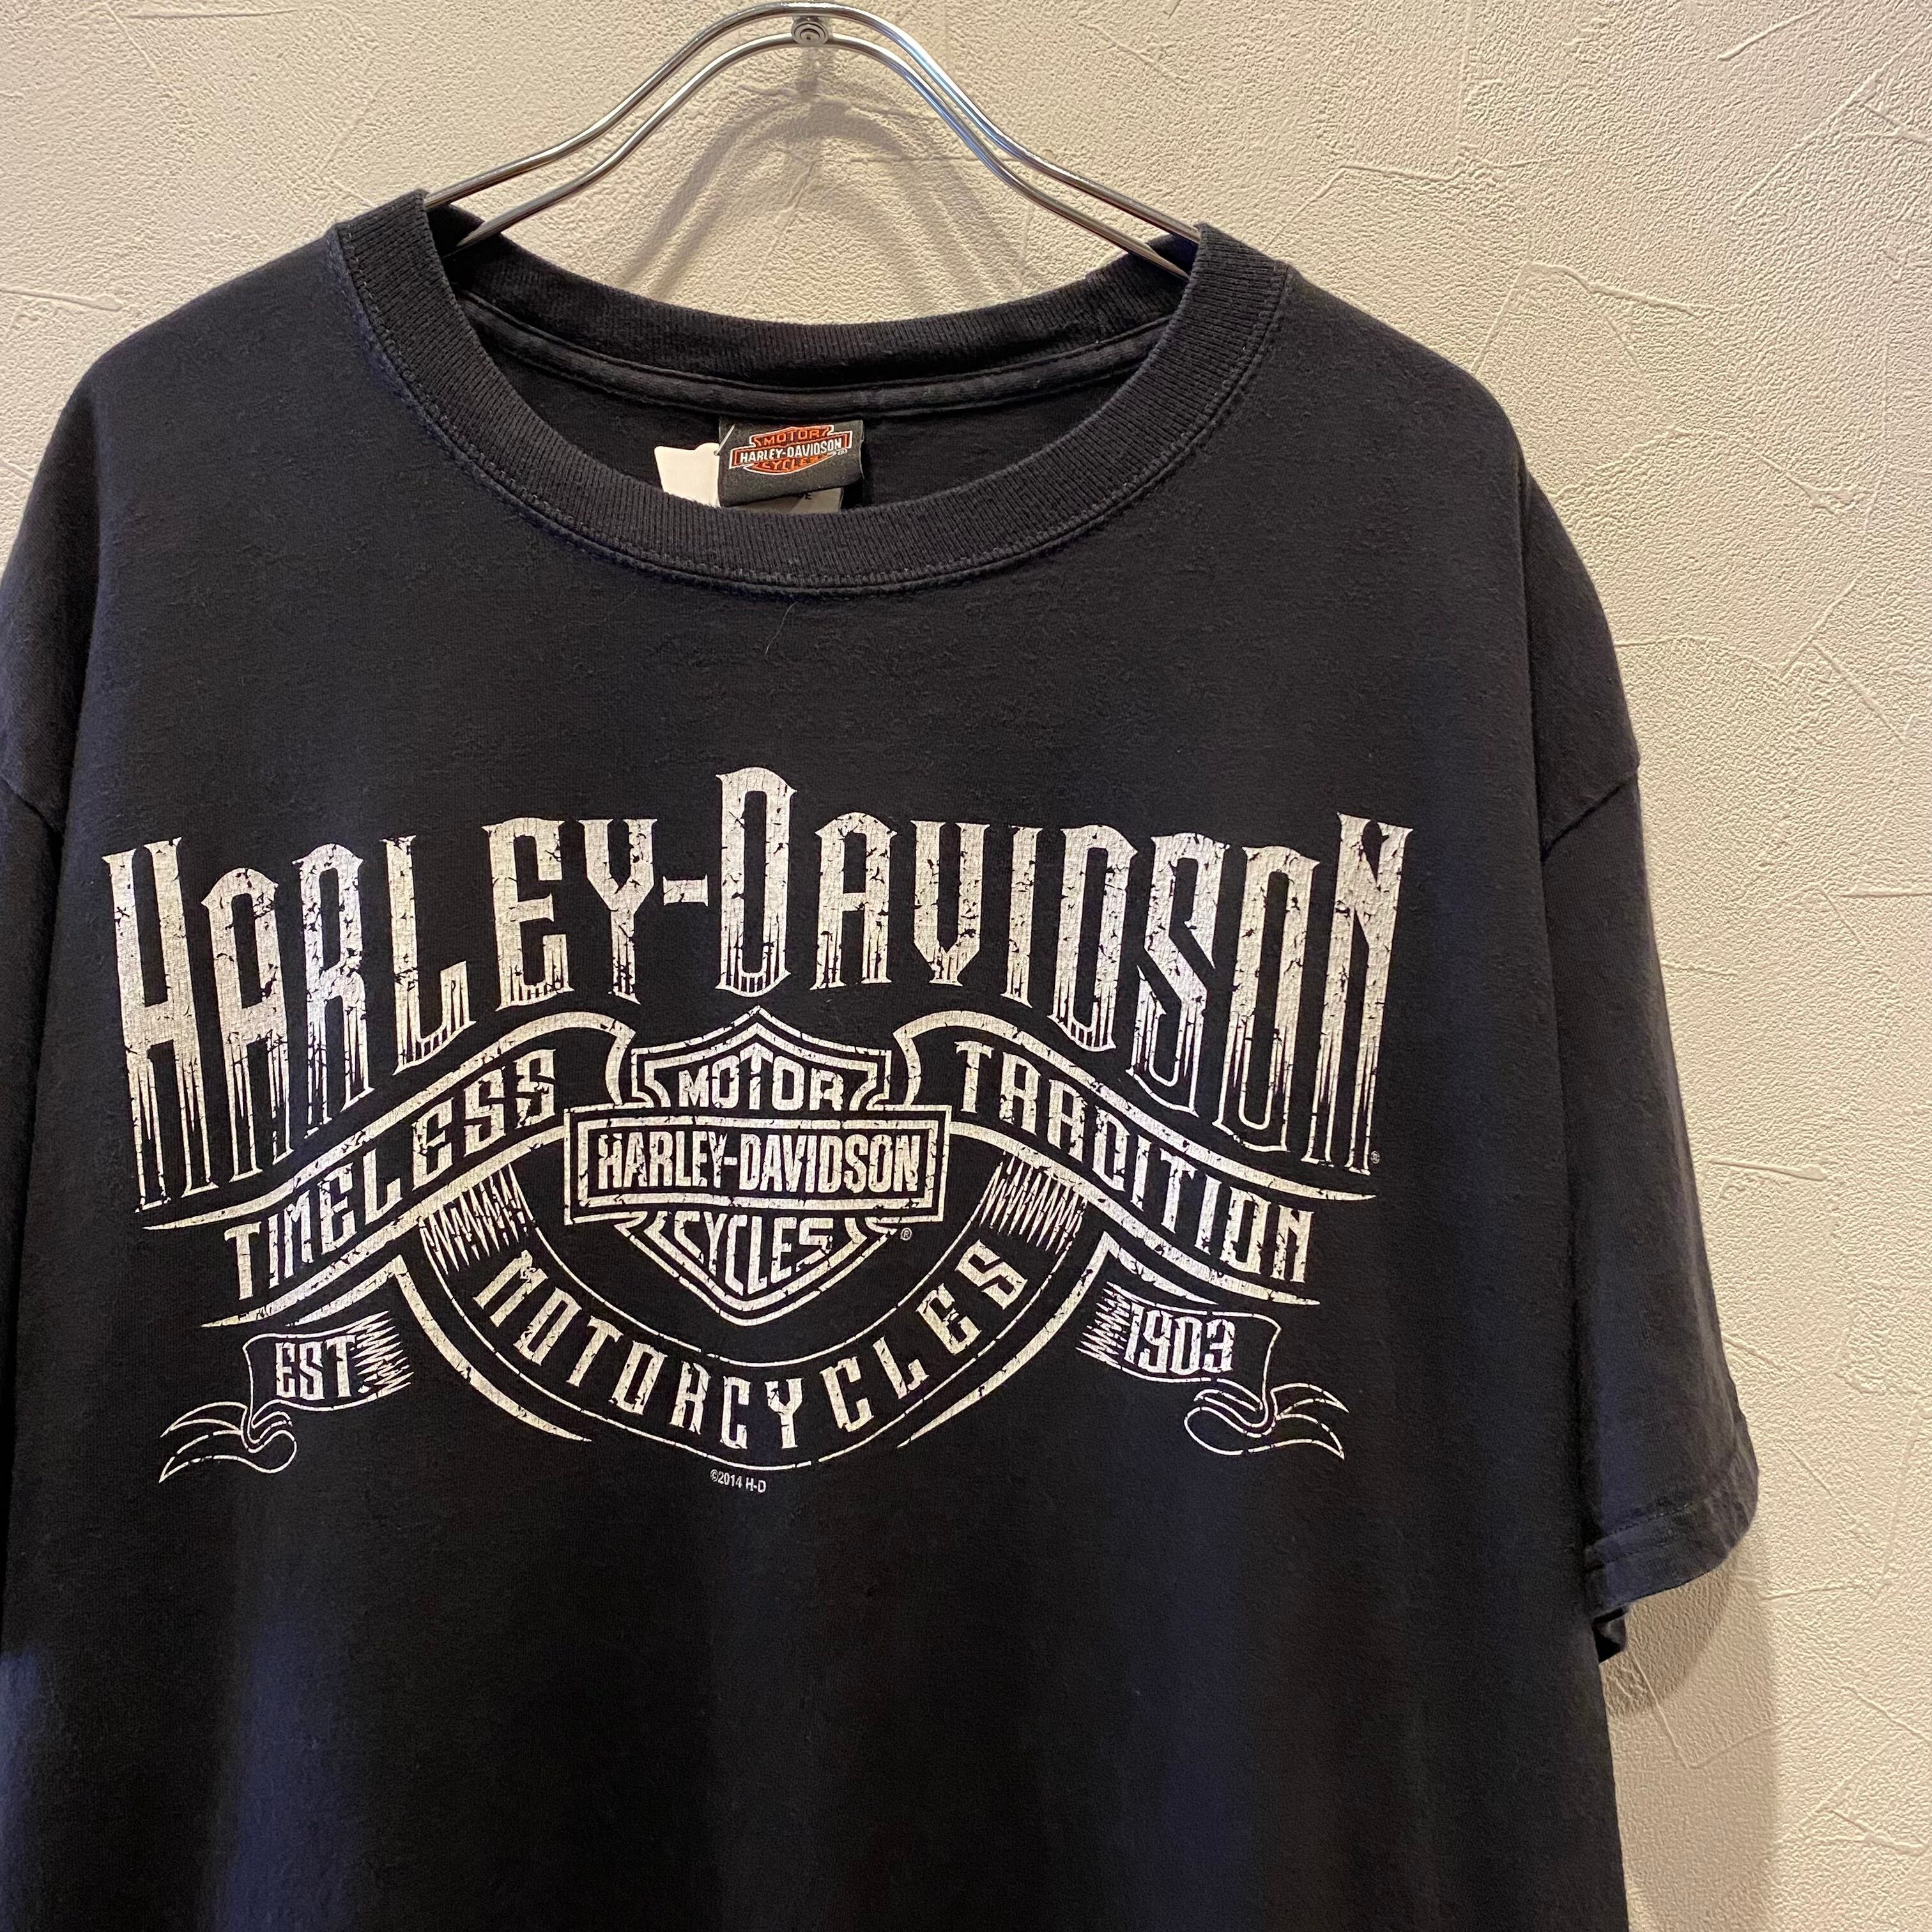 MOTOR
HARLEY-DAVIDSON
CYCLES
HARLEY-DAVIDSON®
TIMELESS TRADITION
MOTOR
HARLEY-DAVIDSON
CYCLES®
MOTORCYCLES
EST. 1903
©2014 H-D